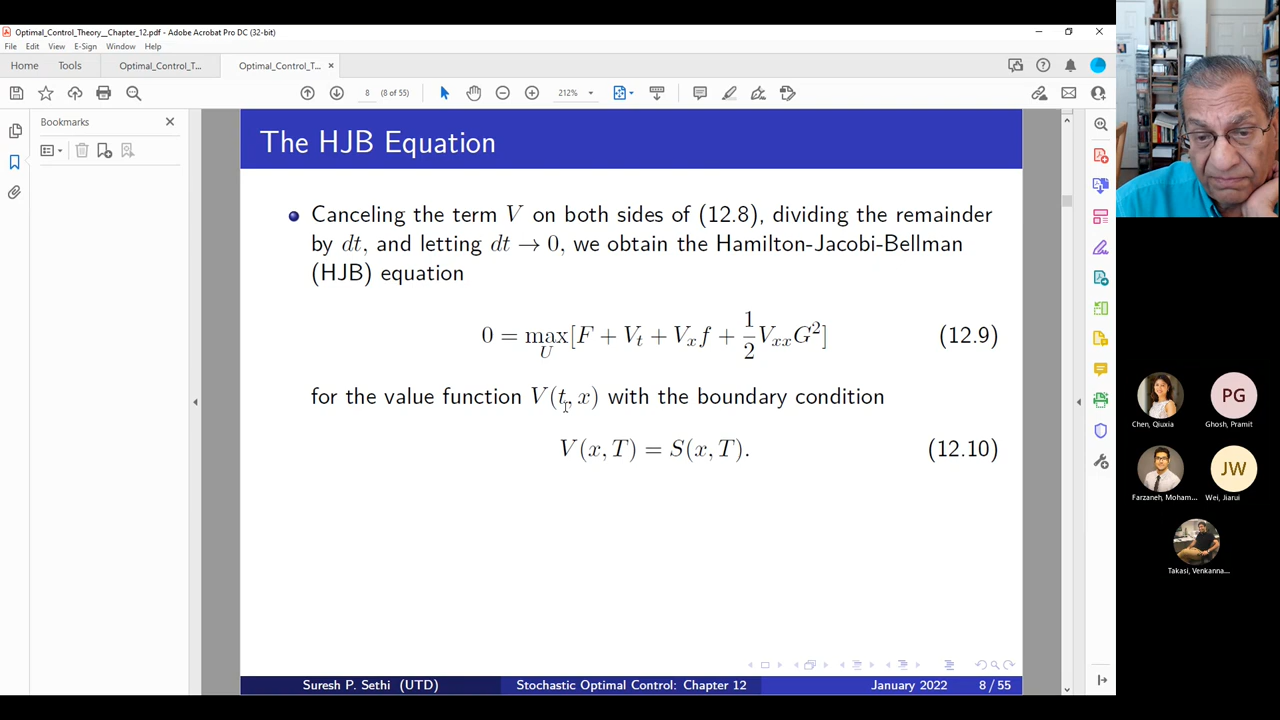 Optimal_Control_Theory__Chapter_12.pdf - Adobe Acrobat Pro DC (32-bit)
File Edit View E-Sign Window Help
Home Tools Optimal_Control_T... Optimal_Control_T... ×
8 (8 of 55) 212%
Bookmarks
The HJB Equation
Canceling the term V on both sides of (12.8), dividing the remainder
by dt, and letting dt → 0, we obtain the Hamilton-Jacobi-Bellman
(HJB) equation
0 = max_U[F + V_t + V_x f + 1/2 V_xx G²] (12.9)
for the value function V(t, x) with the boundary condition
V(x, T) = S(x, T). (12.10)
Suresh P. Sethi (UTD) Stochastic Optimal Control: Chapter 12 January 2022 8 / 55
PG
Chen, Qiuxia Ghosh, Pramit
JW
Farzaneh, Moham... Wei, Jiarui
Takasi, Venkanna...